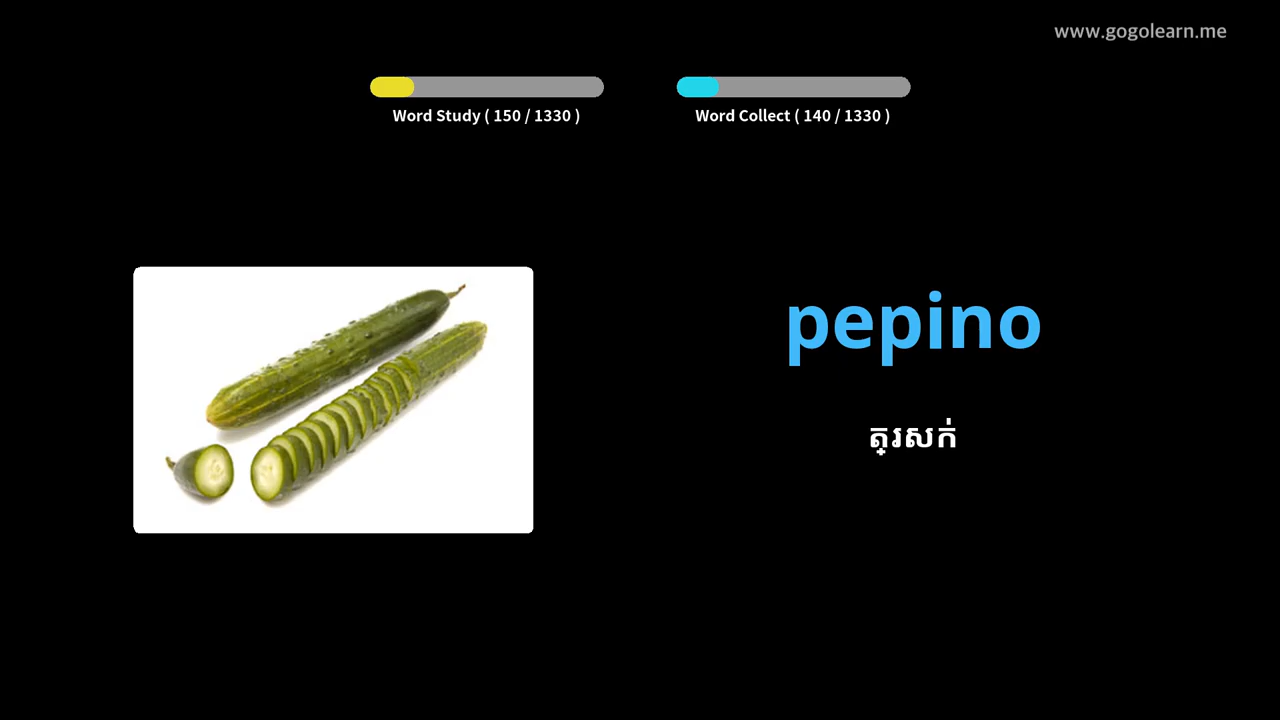 www.gogolearn.me
Word Study ( 150 / 1330 )
Word Collect ( 140 / 1330 )
pepino
ត្រសក់